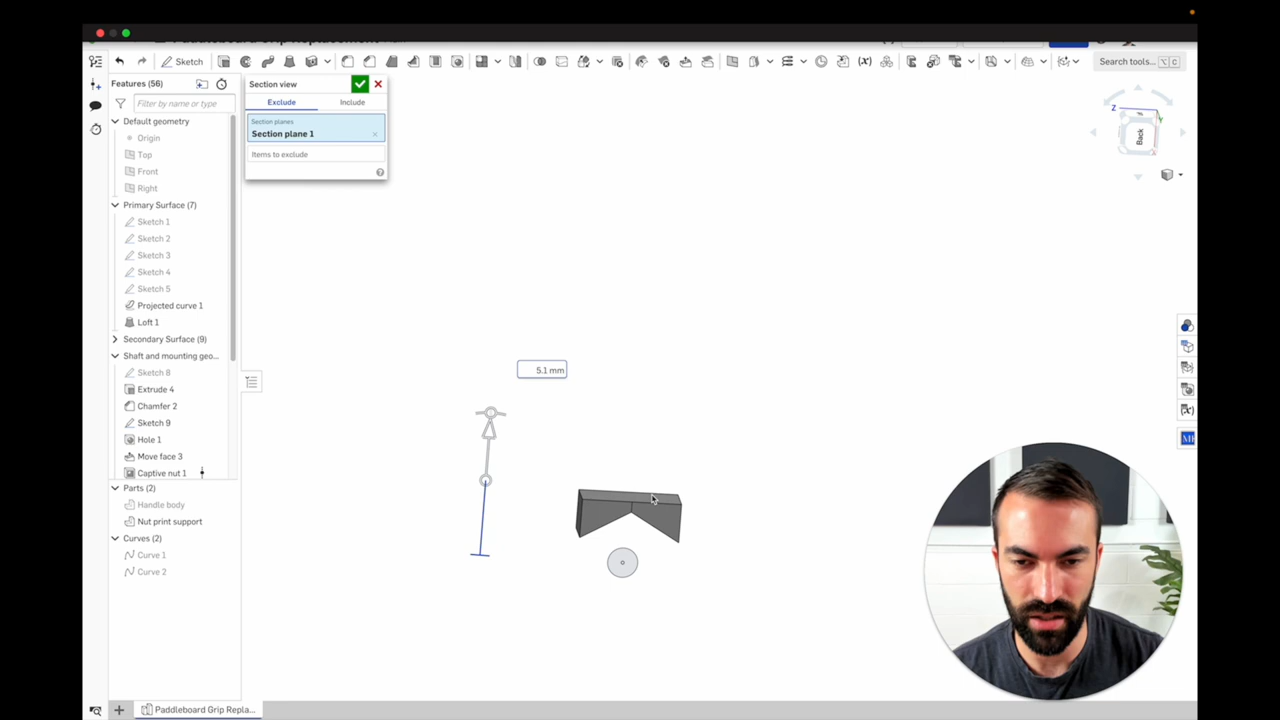 Sketch
Search tools...
⌥ C
Features (56)
Filter by name or type
Default geometry
Origin
Top
Front
Right
Primary Surface (7)
Sketch 1
Sketch 2
Sketch 3
Sketch 4
Sketch 5
Projected curve 1
Loft 1
Secondary Surface (9)
Shaft and mounting geo...
Sketch 8
Extrude 4
Chamfer 2
Sketch 9
Hole 1
Move face 3
Captive nut 1
Parts (2)
Handle body
Nut print support
Curves (2)
Curve 1
Curve 2
Section view
Exclude
Include
Section planes
Section plane 1
Items to exclude
5.1 mm
Z
Back
Paddleboard Grip Repla...